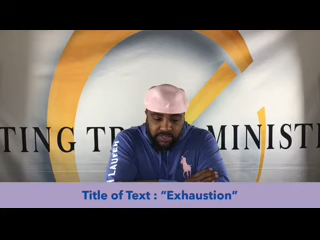 TING TR MINIST
LAUREN
Title of Text : “Exhaustion”